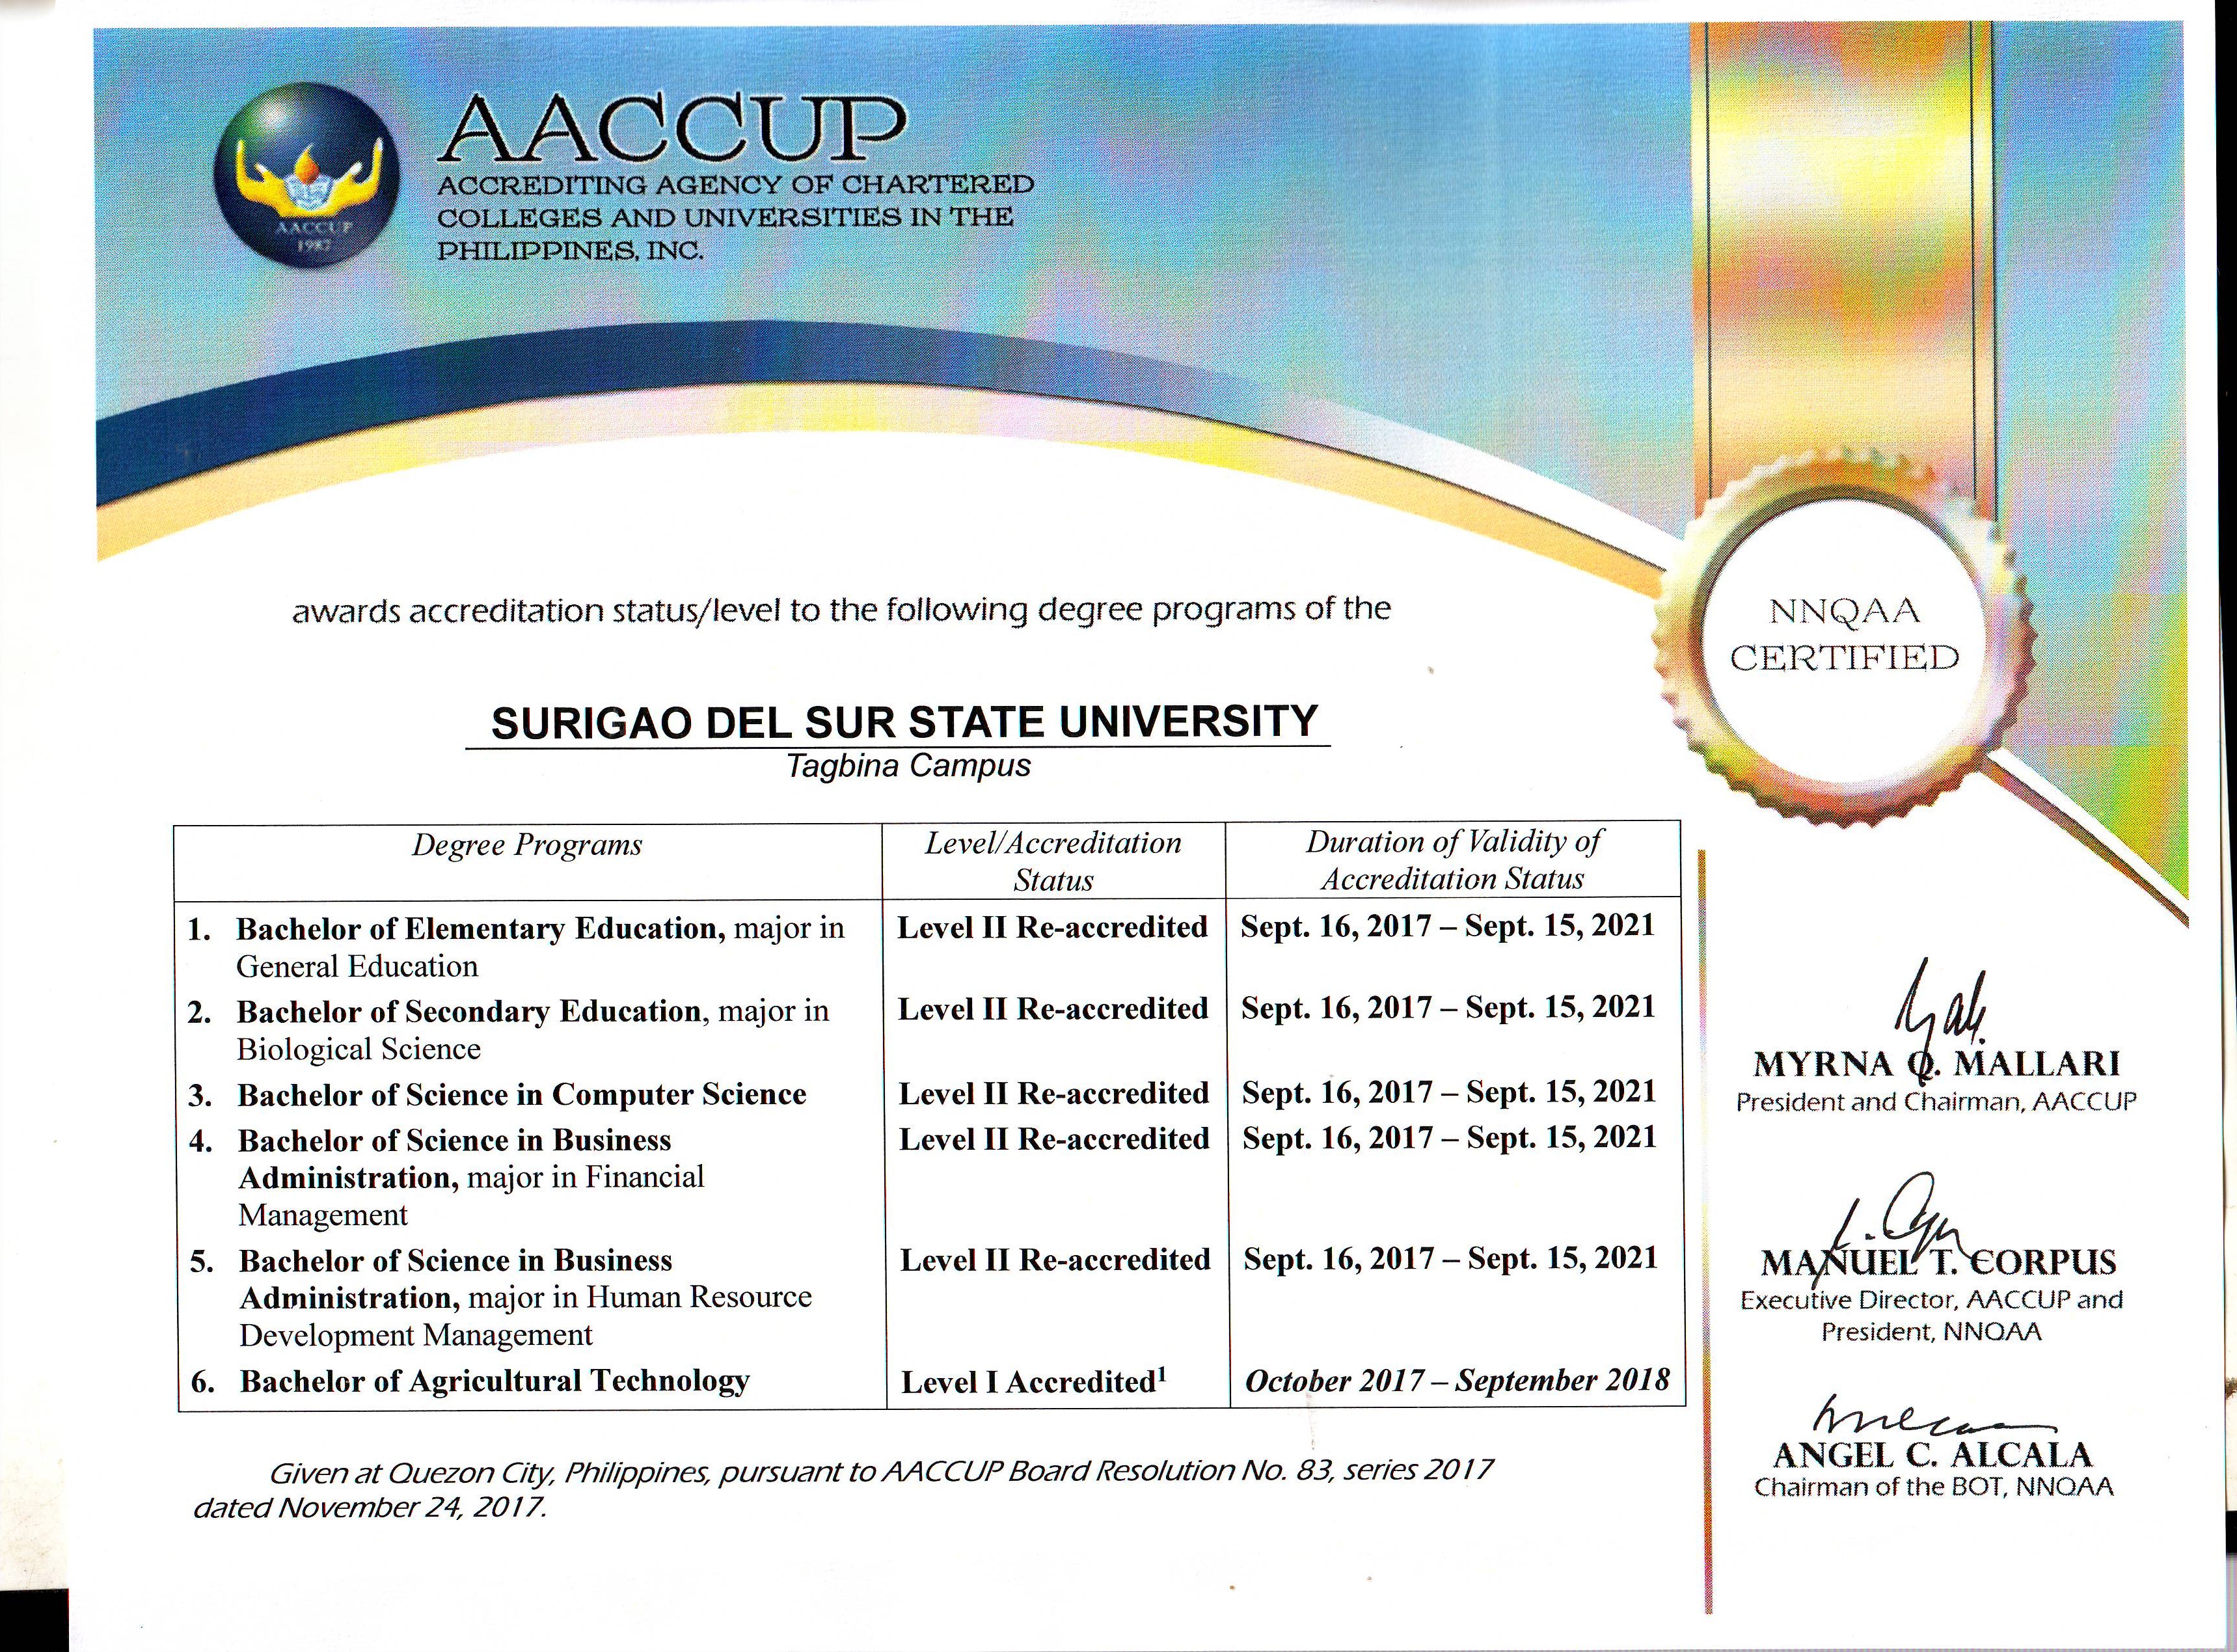 AACCUP
ACCREDITING AGENCY OF CHARTERED
COLLEGES AND UNIVERSITIES IN THE
PHILIPPINES, INC.
AACCUP
1987
awards accreditation status/level to the following degree programs of the
NNQAA
CERTIFIED
SURIGAO DEL SUR STATE UNIVERSITY
Tagbina Campus
Degree Programs
Level/Accreditation
Status
Duration of Validity of
Accreditation Status
1. Bachelor of Elementary Education, major in
General Education
Level II Re-accredited
Sept. 16, 2017 – Sept. 15, 2021
2. Bachelor of Secondary Education, major in
Biological Science
Level II Re-accredited
Sept. 16, 2017 – Sept. 15, 2021
3. Bachelor of Science in Computer Science
Level II Re-accredited
Sept. 16, 2017 – Sept. 15, 2021
4. Bachelor of Science in Business
Administration, major in Financial
Management
Level II Re-accredited
Sept. 16, 2017 – Sept. 15, 2021
5. Bachelor of Science in Business
Administration, major in Human Resource
Development Management
Level II Re-accredited
Sept. 16, 2017 – Sept. 15, 2021
6. Bachelor of Agricultural Technology
Level I Accredited¹
October 2017 – September 2018
Given at Quezon City, Philippines, pursuant to AACCUP Board Resolution No. 83, series 2017
dated November 24, 2017.
MYRNA Q. MALLARI
President and Chairman, AACCUP
MANUEL T. CORPUS
Executive Director, AACCUP and
President, NNQAA
ANGEL C. ALCALA
Chairman of the BOT, NNQAA